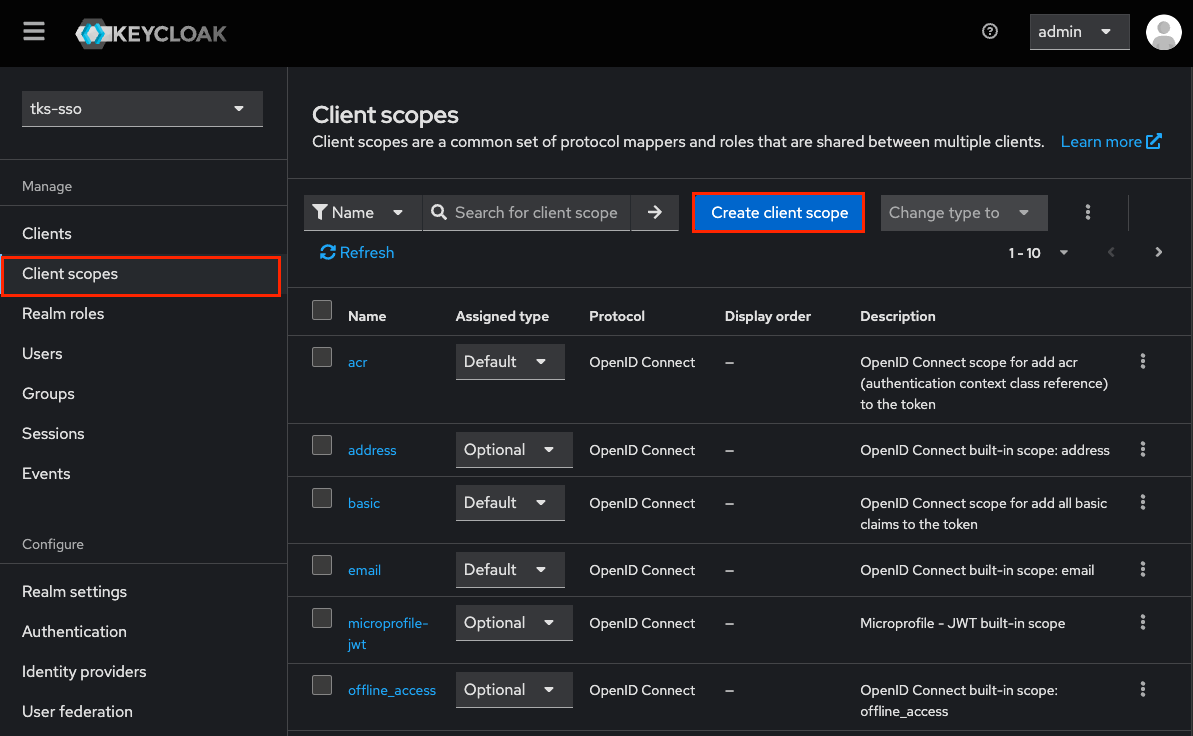 KEYCLOAK
admin
tks-sso
Manage
Clients
Client scopes
Realm roles
Users
Groups
Sessions
Events
Configure
Realm settings
Authentication
Identity providers
User federation
Client scopes
Client scopes are a common set of protocol mappers and roles that are shared between multiple clients. Learn more
Name Search for client scope Create client scope Change type to
Refresh 1 - 10
Name Assigned type Protocol Display order Description
acr Default OpenID Connect – OpenID Connect scope for add acr
(authentication context class reference)
to the token
address Optional OpenID Connect – OpenID Connect built-in scope: address
basic Default OpenID Connect – OpenID Connect scope for add all basic
claims to the token
email Default OpenID Connect – OpenID Connect built-in scope: email
microprofile- Optional OpenID Connect – Microprofile - JWT built-in scope
jwt
offline_access Optional OpenID Connect – OpenID Connect built-in scope:
offline_access